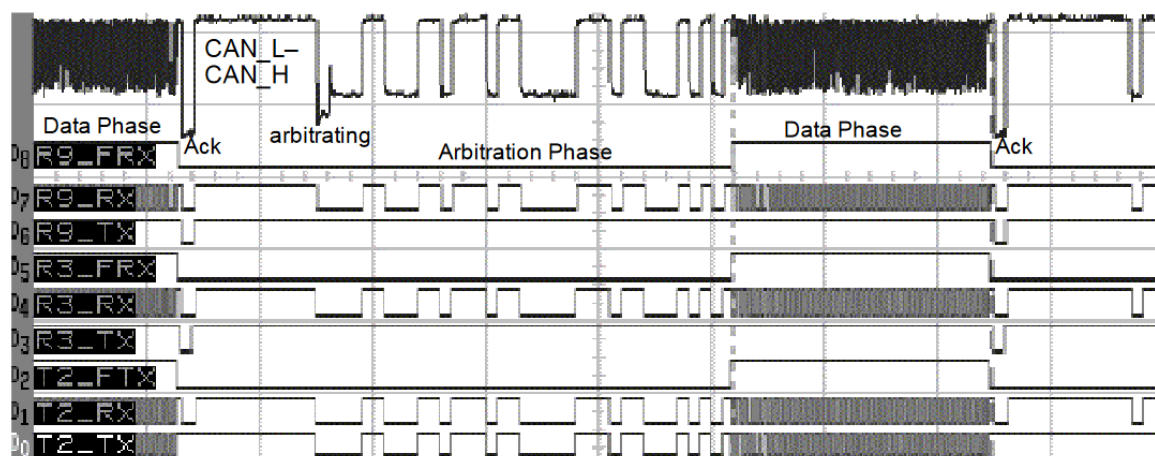 CAN_L–
CAN_H
Data Phase
Ack
arbitrating
Arbitration Phase
Data Phase
Ack
D8 R9_FRX
D7 R9_RX
D6 R9_TX
D5 R3_FRX
D4 R3_RX
D3 R3_TX
D2 T2_FTX
D1 T2_RX
D0 T2_TX